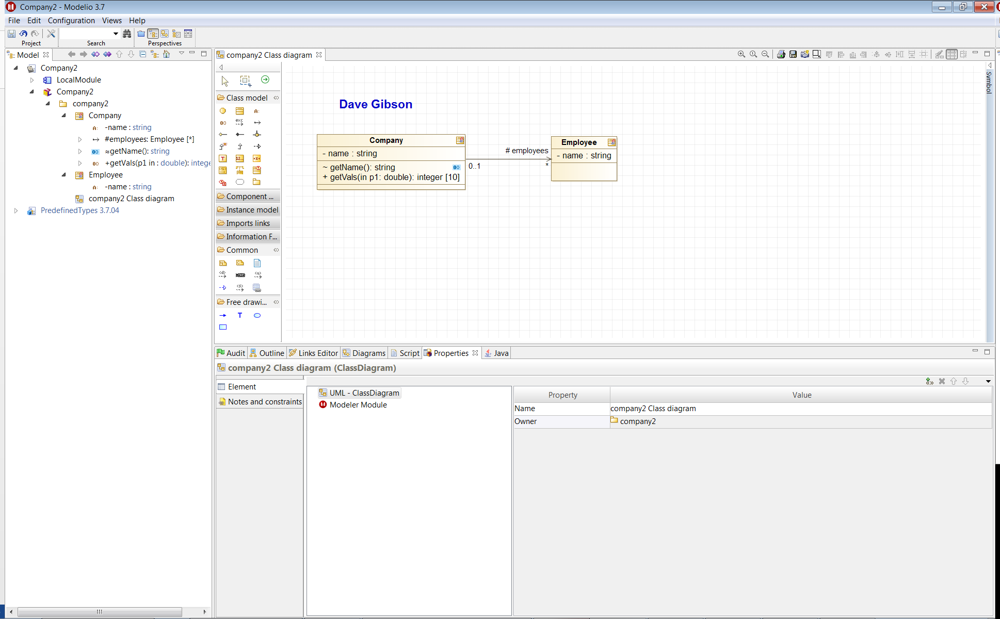 Company2 - Modelio 3.7
File Edit Configuration Views Help
Project Search Perspectives
Model
Company2
LocalModule
Company2
company2
Company
-name : string
#employees: Employee [*]
≈getName(): string
+getVals(p1 in : double): intege
Employee
-name : string
company2 Class diagram
PredefinedTypes 3.7.04
company2 Class diagram
Class model
Component ...
Instance model
Imports links
Information F...
Common
Free drawi...
T
Dave Gibson
Company
- name : string
~ getName(): string
+ getVals(in p1: double): integer [10]
# employees
0..1
*
Employee
- name : string
Symbol
Audit Outline Links Editor Diagrams Script Properties Java
company2 Class diagram (ClassDiagram)
Element
Notes and constraints
UML - ClassDiagram
Modeler Module
Property Value
Name company2 Class diagram
Owner company2